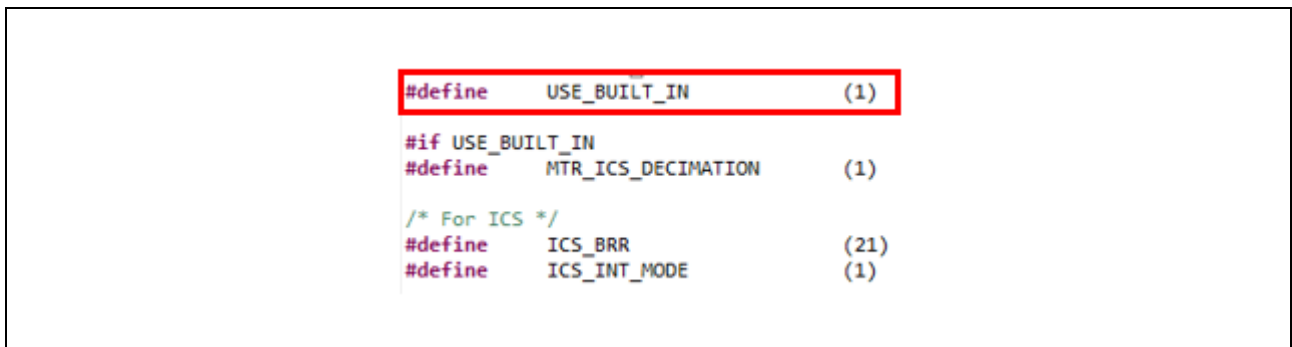 #define USE_BUILT_IN (1)
#if USE_BUILT_IN
#define MTR_ICS_DECIMATION (1)
/* For ICS */
#define ICS_BRR (21)
#define ICS_INT_MODE (1)